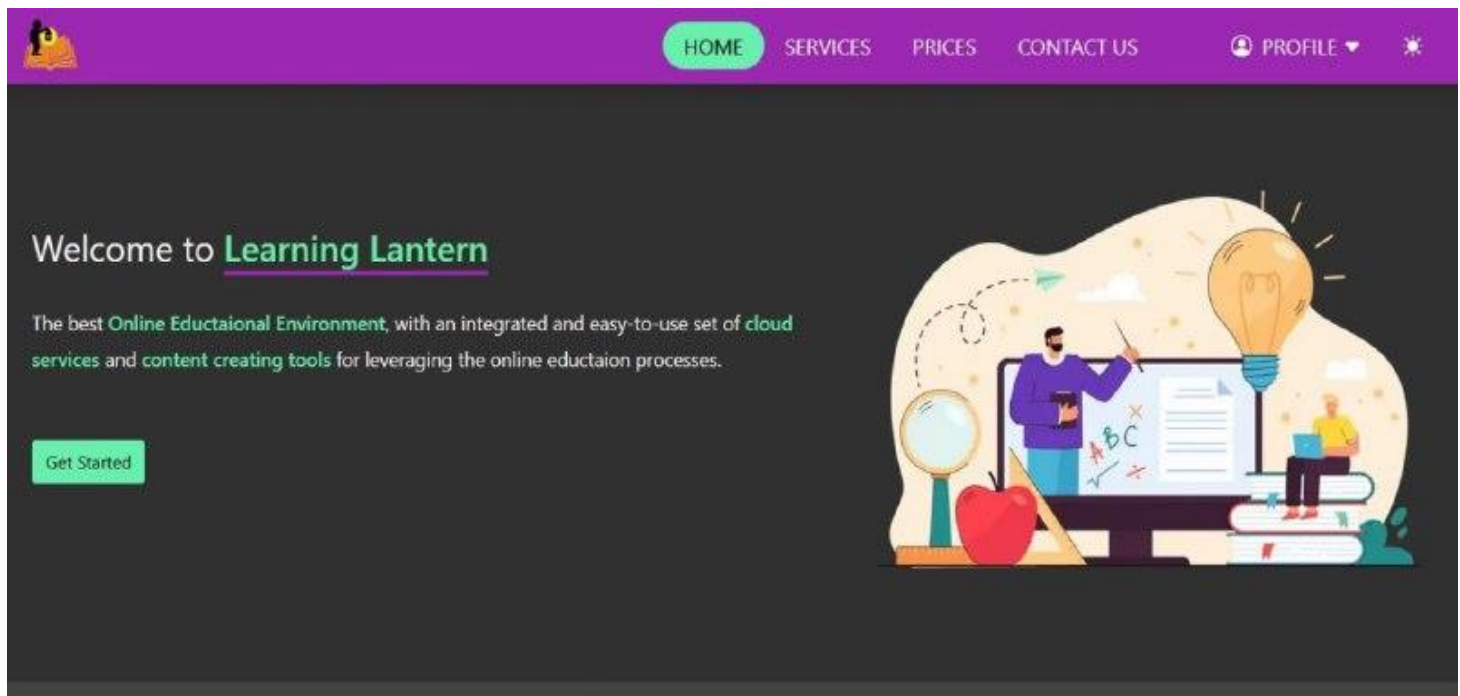 HOME SERVICES PRICES CONTACT US PROFILE
Welcome to Learning Lantern
The best Online Eductaional Environment, with an integrated and easy-to-use set of cloud
services and content creating tools for leveraging the online eductaion processes.
Get Started
A B C